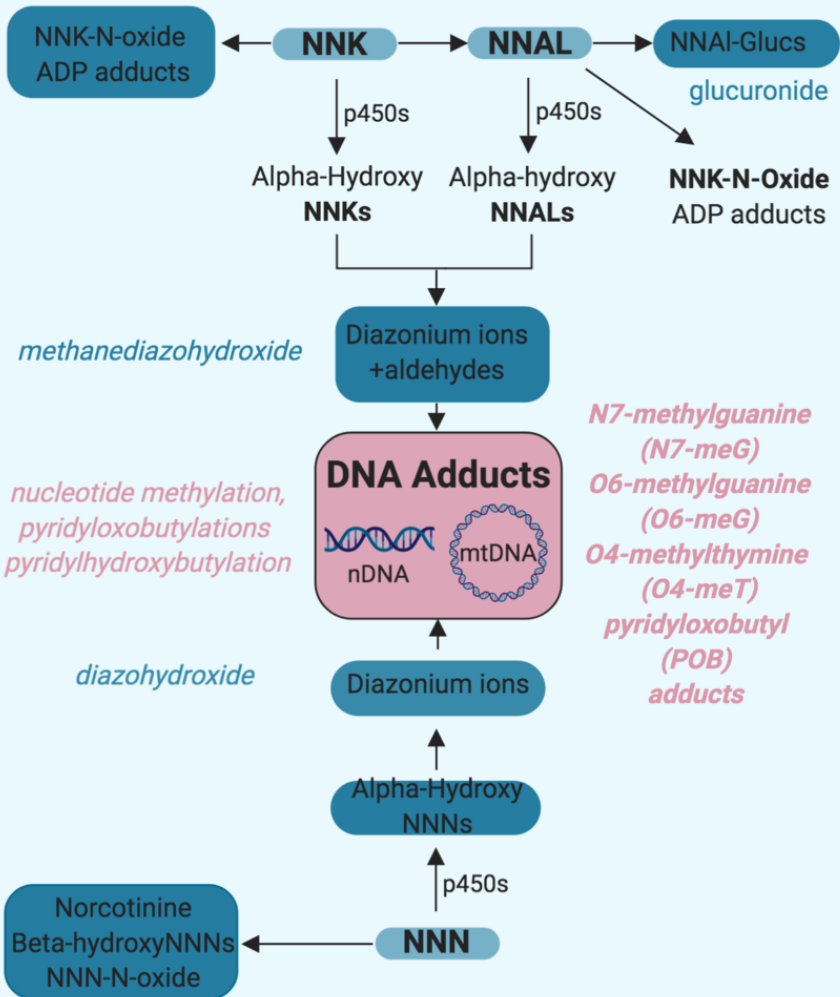 NNK-N-oxide
ADP adducts
NNK
NNAL
NNAl-Glucs
glucuronide
p450s
p450s
Alpha-Hydroxy
NNKs
Alpha-hydroxy
NNALs
NNK-N-Oxide
ADP adducts
methanediazohydroxide
Diazonium ions
+aldehydes
DNA Adducts
nDNA
mtDNA
nucleotide methylation,
pyridyloxobutylations
pyridylhydroxybutylation
N7-methylguanine
(N7-meG)
O6-methylguanine
(O6-meG)
O4-methylthymine
(O4-meT)
pyridyloxobutyl
(POB)
adducts
diazohydroxide
Diazonium ions
Alpha-Hydroxy
NNNs
p450s
NNN
Norcotinine
Beta-hydroxyNNNs
NNN-N-oxide